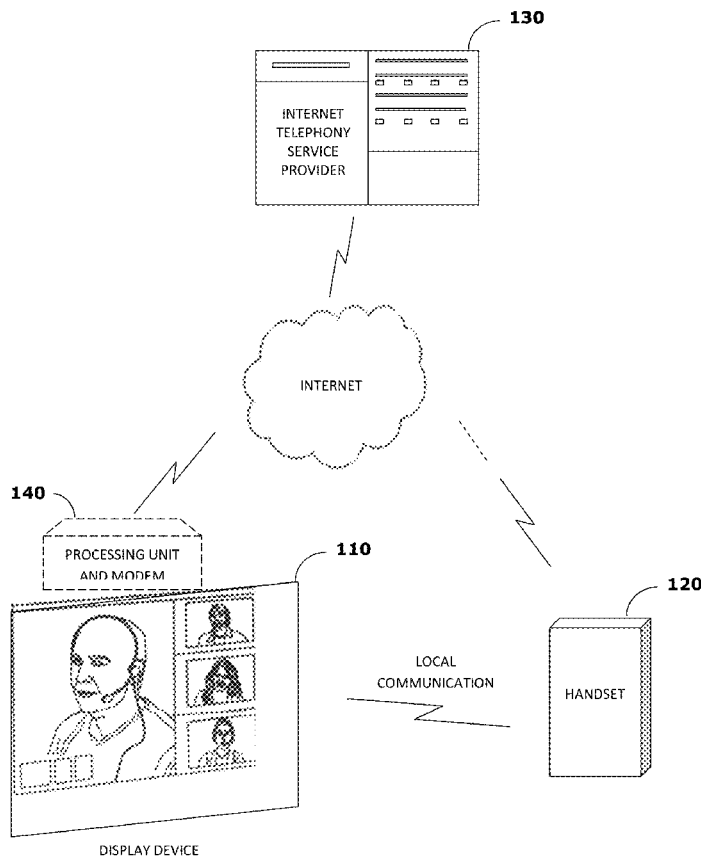 130
INTERNET
TELEPHONY
SERVICE
PROVIDER
INTERNET
140
PROCESSING UNIT
AND MODEM
110
120
LOCAL
COMMUNICATION
HANDSET
DISPLAY DEVICE